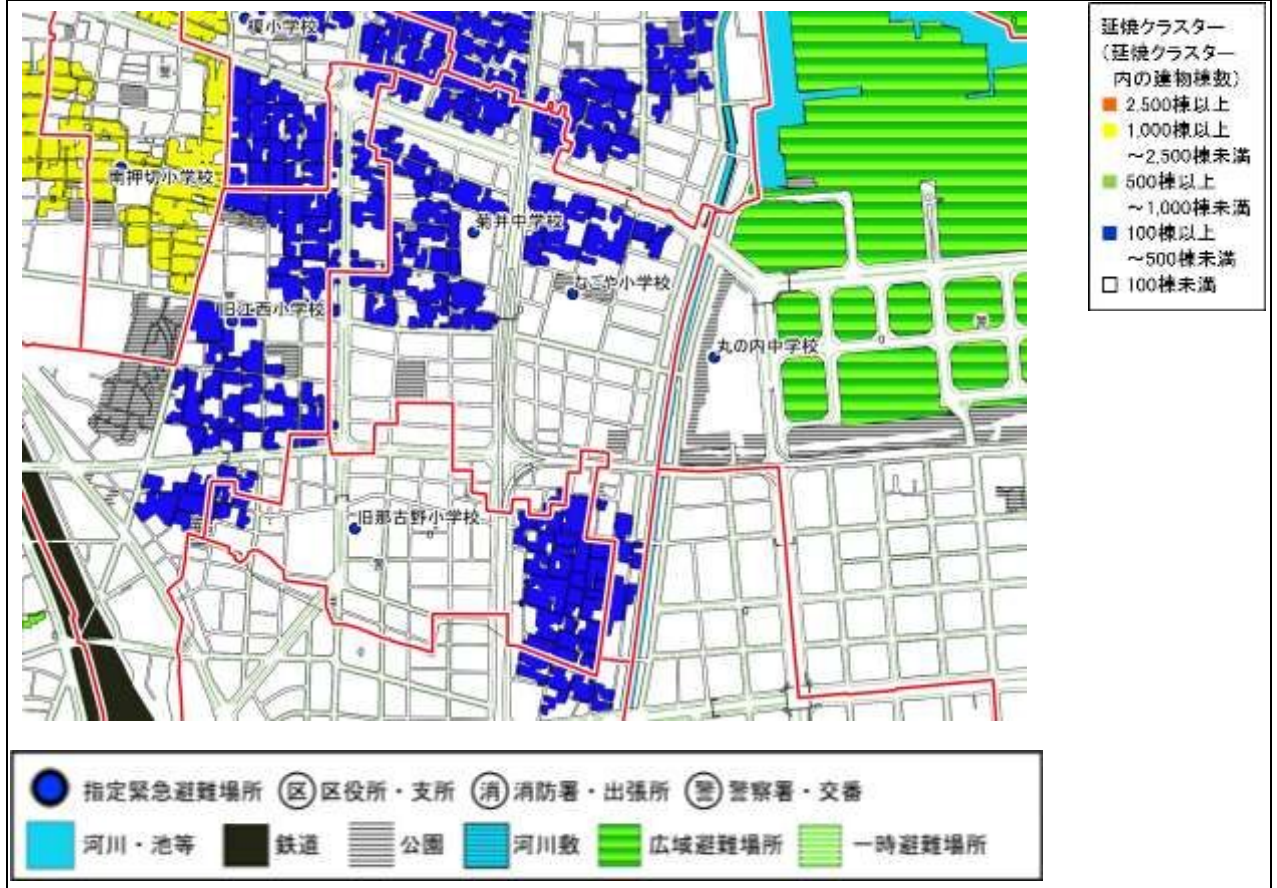 榎小学校
南押切小学校
菊井中学校
なごや小学校
旧江西小学校
丸の内中学校
旧那古野小学校
延焼クラスター
（延焼クラスター
内の建物棟数）
2,500棟以上
1,000棟以上
～2,500棟未満
500棟以上
～1,000棟未満
100棟以上
～500棟未満
100棟未満
指定緊急避難場所 区 区役所・支所 消 消防署・出張所 警 警察署・交番
河川・池等 鉄道 公園 河川敷 広域避難場所 一時避難場所